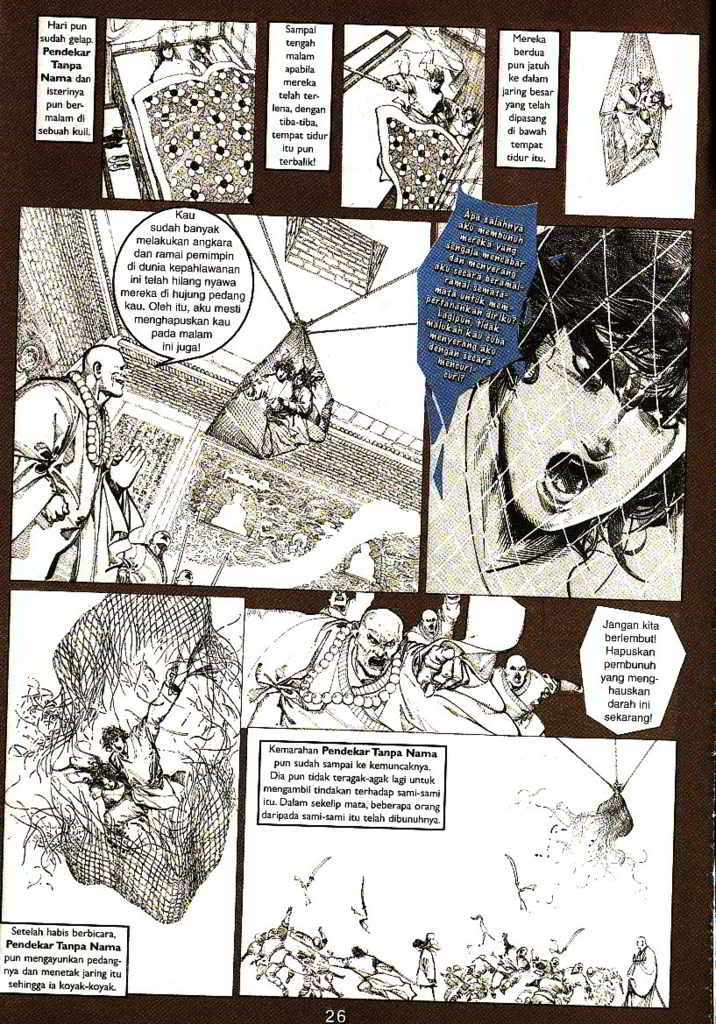 Hari pun
sudah gelap.
Pendekar
Tanpa
Nama dan
isterinya
pun ber-
malam di
sebuah kuil.
Sampai
tengah
malam
apabila
mereka
telah ter-
lena, dengan
tiba-tiba,
tempat tidur
itu pun
terbalik!
Mereka
berdua
pun jatuh
ke dalam
jaring besar
yang telah
dipasang
di bawah
tempat
tidur itu.
Kau
sudah banyak
melakukan angkara
dan ramai pemimpin
di dunia kepahlawanan
ini telah hilang nyawa
mereka di hujung pedang
kau. Oleh itu, aku mesti
menghapuskan kau
pada malam
ini juga!
Apa salahnya
aku membunuh
mereka yang
sengaja mencabar
dan menyerang
aku secara beramai-
ramai semata-
mata untuk mem-
pertahankan diriku?
Lagipun, tidak
malukah kau cuba
menyerang aku
dengan secara
mencuri-
curi?
Jangan kita
berlembut!
Hapuskan
pembunuh
yang meng-
hauskan
darah ini
sekarang!
Setelah habis berbicara,
Pendekar Tanpa Nama
pun mengayunkan pedang-
nya dan menetak jaring itu
sehingga ia koyak-koyak.
Kemarahan Pendekar Tanpa Nama
pun sudah sampai ke kemuncaknya.
Dia pun tidak teragak-agak lagi untuk
mengambil tindakan terhadap sami-sami
itu. Dalam sekelip mata, beberapa orang
daripada sami-sami itu telah dibunuhnya.
26